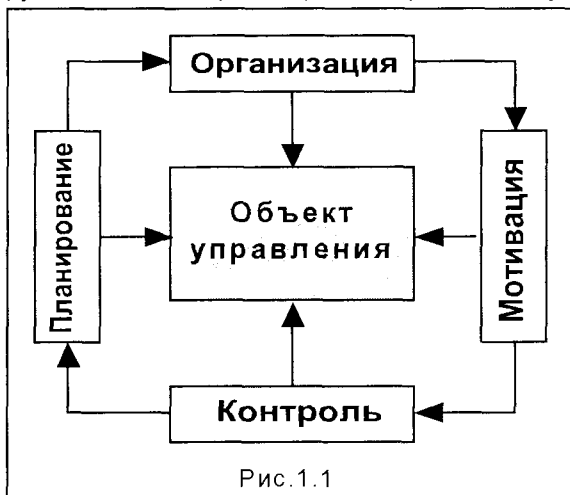 Организация
Планирование
Объект
управления
Мотивация
Контроль
Рис.1.1